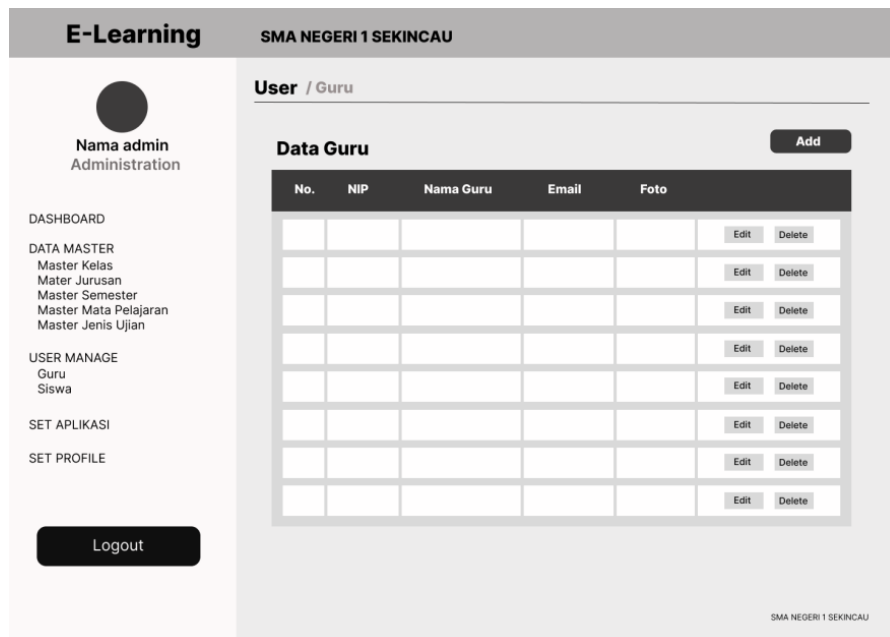 E-Learning SMA NEGERI 1 SEKINCAU
Nama admin
Administration
DASHBOARD
DATA MASTER
Master Kelas
Mater Jurusan
Master Semester
Master Mata Pelajaran
Master Jenis Ujian
USER MANAGE
Guru
Siswa
SET APLIKASI
SET PROFILE
Logout
User / Guru
Data Guru
Add
No. NIP Nama Guru Email Foto
Edit Delete
Edit Delete
Edit Delete
Edit Delete
Edit Delete
Edit Delete
Edit Delete
Edit Delete
SMA NEGERI 1 SEKINCAU